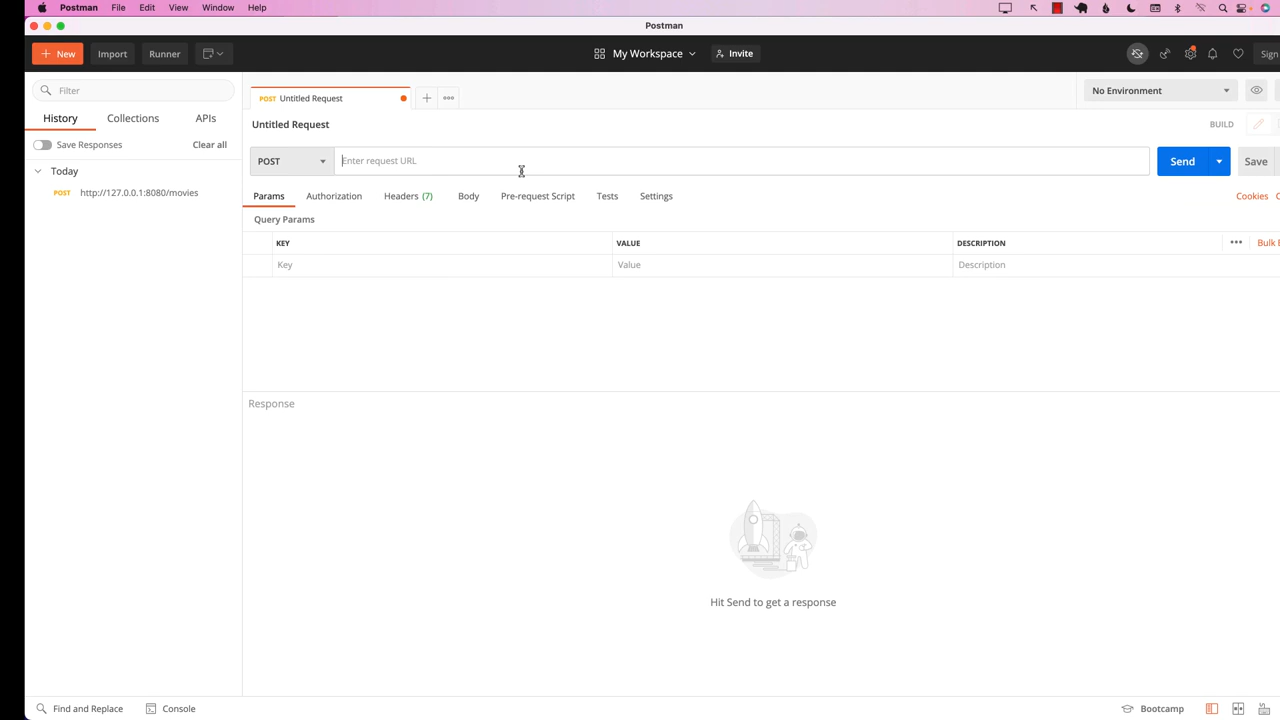 Postman File Edit View Window Help
Postman
New Import Runner My Workspace Invite Sign
Filter
POST Untitled Request No Environment
History Collections APIs
Untitled Request BUILD
Save Responses Clear all
POST Enter request URL Send Save
Today
POST http://127.0.0.1:8080/movies
Params Authorization Headers (7) Body Pre-request Script Tests Settings Cookies
Query Params
KEY VALUE DESCRIPTION Bulk E
Key Value Description
Response
Hit Send to get a response
Find and Replace Console Bootcamp